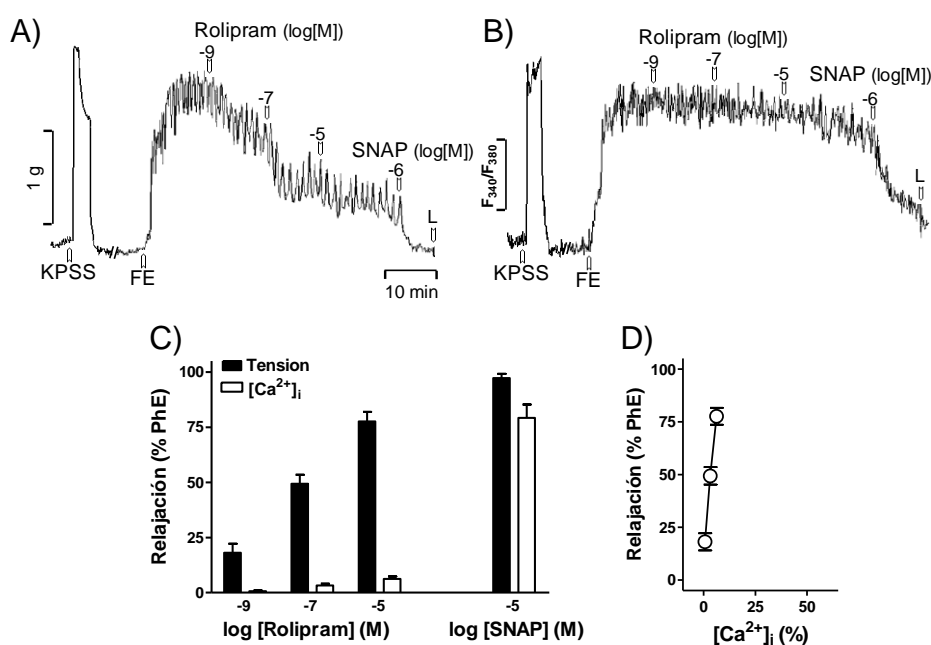 A)
Rolipram (log[M])
-9
-7
-5
SNAP (log[M])
-6
L
1 g
KPSS
FE
10 min
B)
Rolipram (log[M])
-9
-7
-5
SNAP (log[M])
-6
L
F340/F380
KPSS
FE
C)
Tension
[Ca2+]i
Relajación (% PhE)
100
75
50
25
0
-9
-7
-5
-5
log [Rolipram] (M)
log [SNAP] (M)
D)
Relajación (% PhE)
100
75
50
25
0
0
25
50
[Ca2+]i (%)